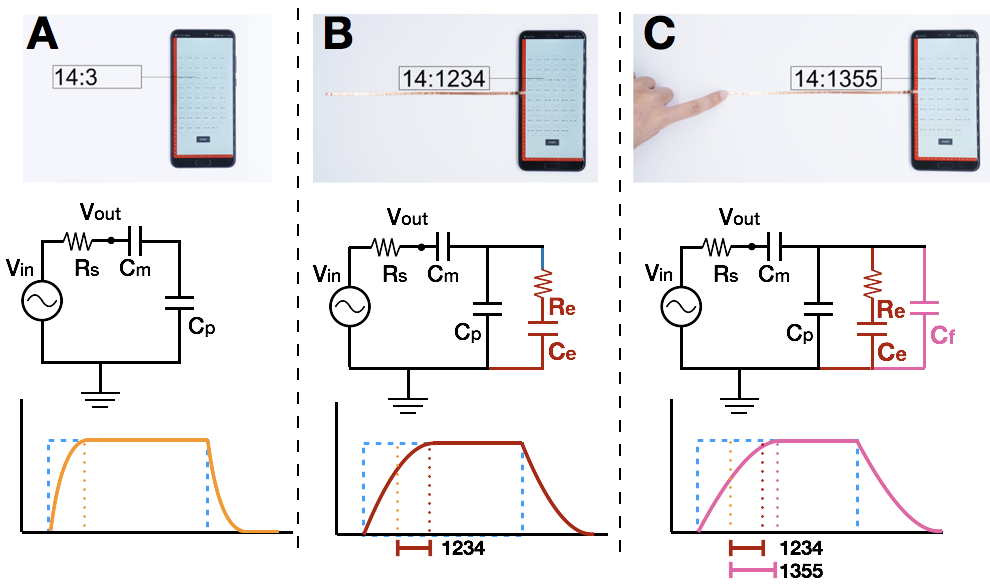 A
14:3
Vout
Vin
Rs
Cm
Cp
B
14:1234
Vout
Vin
Rs
Cm
Cp
Re
Ce
1234
C
14:1355
Vout
Vin
Rs
Cm
Cp
Re
Ce
Cf
1234
1355